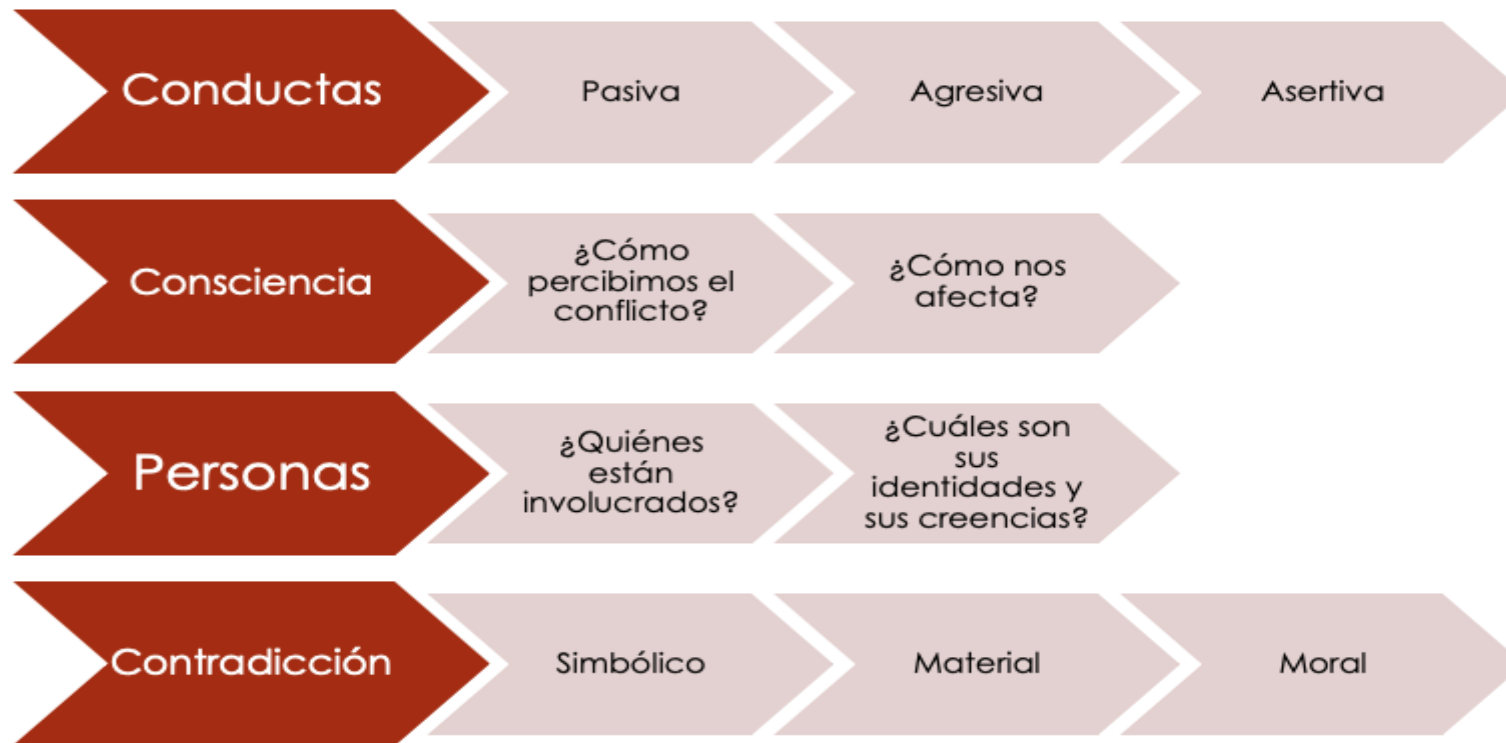 Conductas
Pasiva
Agresiva
Asertiva
Consciencia
¿Cómo
percibimos el
conflicto?
¿Cómo nos
afecta?
Personas
¿Quiénes
están
involucrados?
¿Cuáles son
sus
identidades y
sus creencias?
Contradicción
Simbólico
Material
Moral